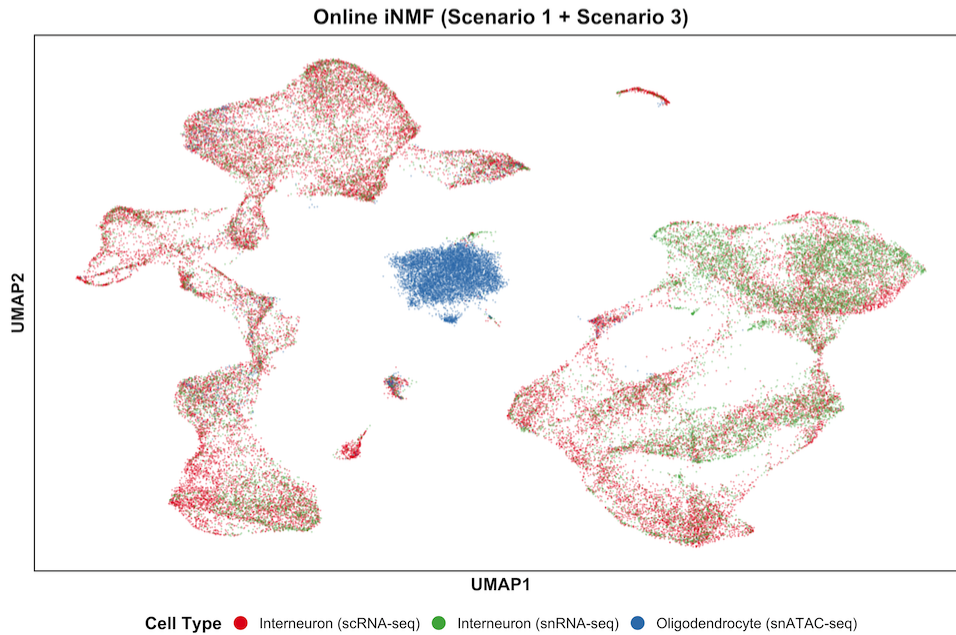 Online iNMF (Scenario 1 + Scenario 3)
UMAP2
UMAP1
Cell Type Interneuron (scRNA-seq) Interneuron (snRNA-seq) Oligodendrocyte (snATAC-seq)